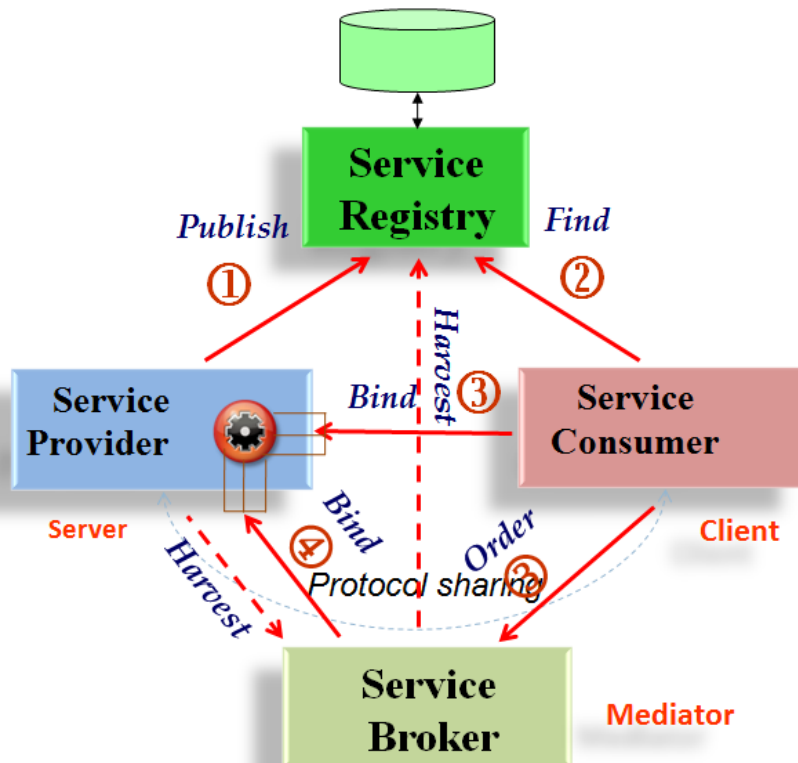 Service
Registry
Publish
Find
①
②
Harvest
Service
Provider
Bind
③
Service
Consumer
Server
Client
Harvest
Bind
④
Order
③
Protocol sharing
Service
Broker
Mediator